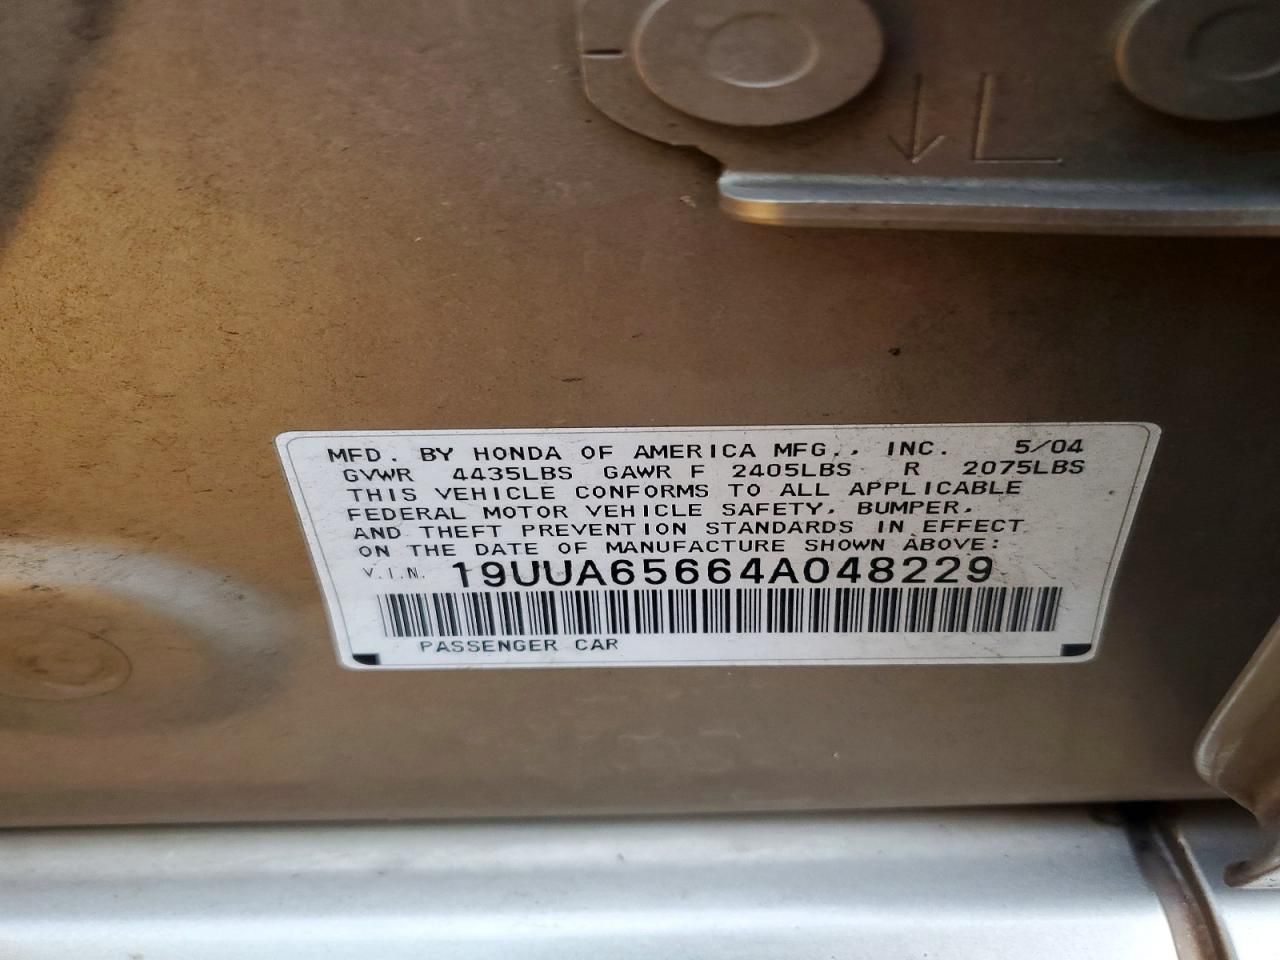 MFD. BY HONDA OF AMERICA MFG., INC. 5/04
GVWR 4435LBS GAWR F 2405LBS R 2075LBS
THIS VEHICLE CONFORMS TO ALL APPLICABLE
FEDERAL MOTOR VEHICLE SAFETY, BUMPER,
AND THEFT PREVENTION STANDARDS IN EFFECT
ON THE DATE OF MANUFACTURE SHOWN ABOVE:
V.I.N. 19UUA65664A048229
PASSENGER CAR